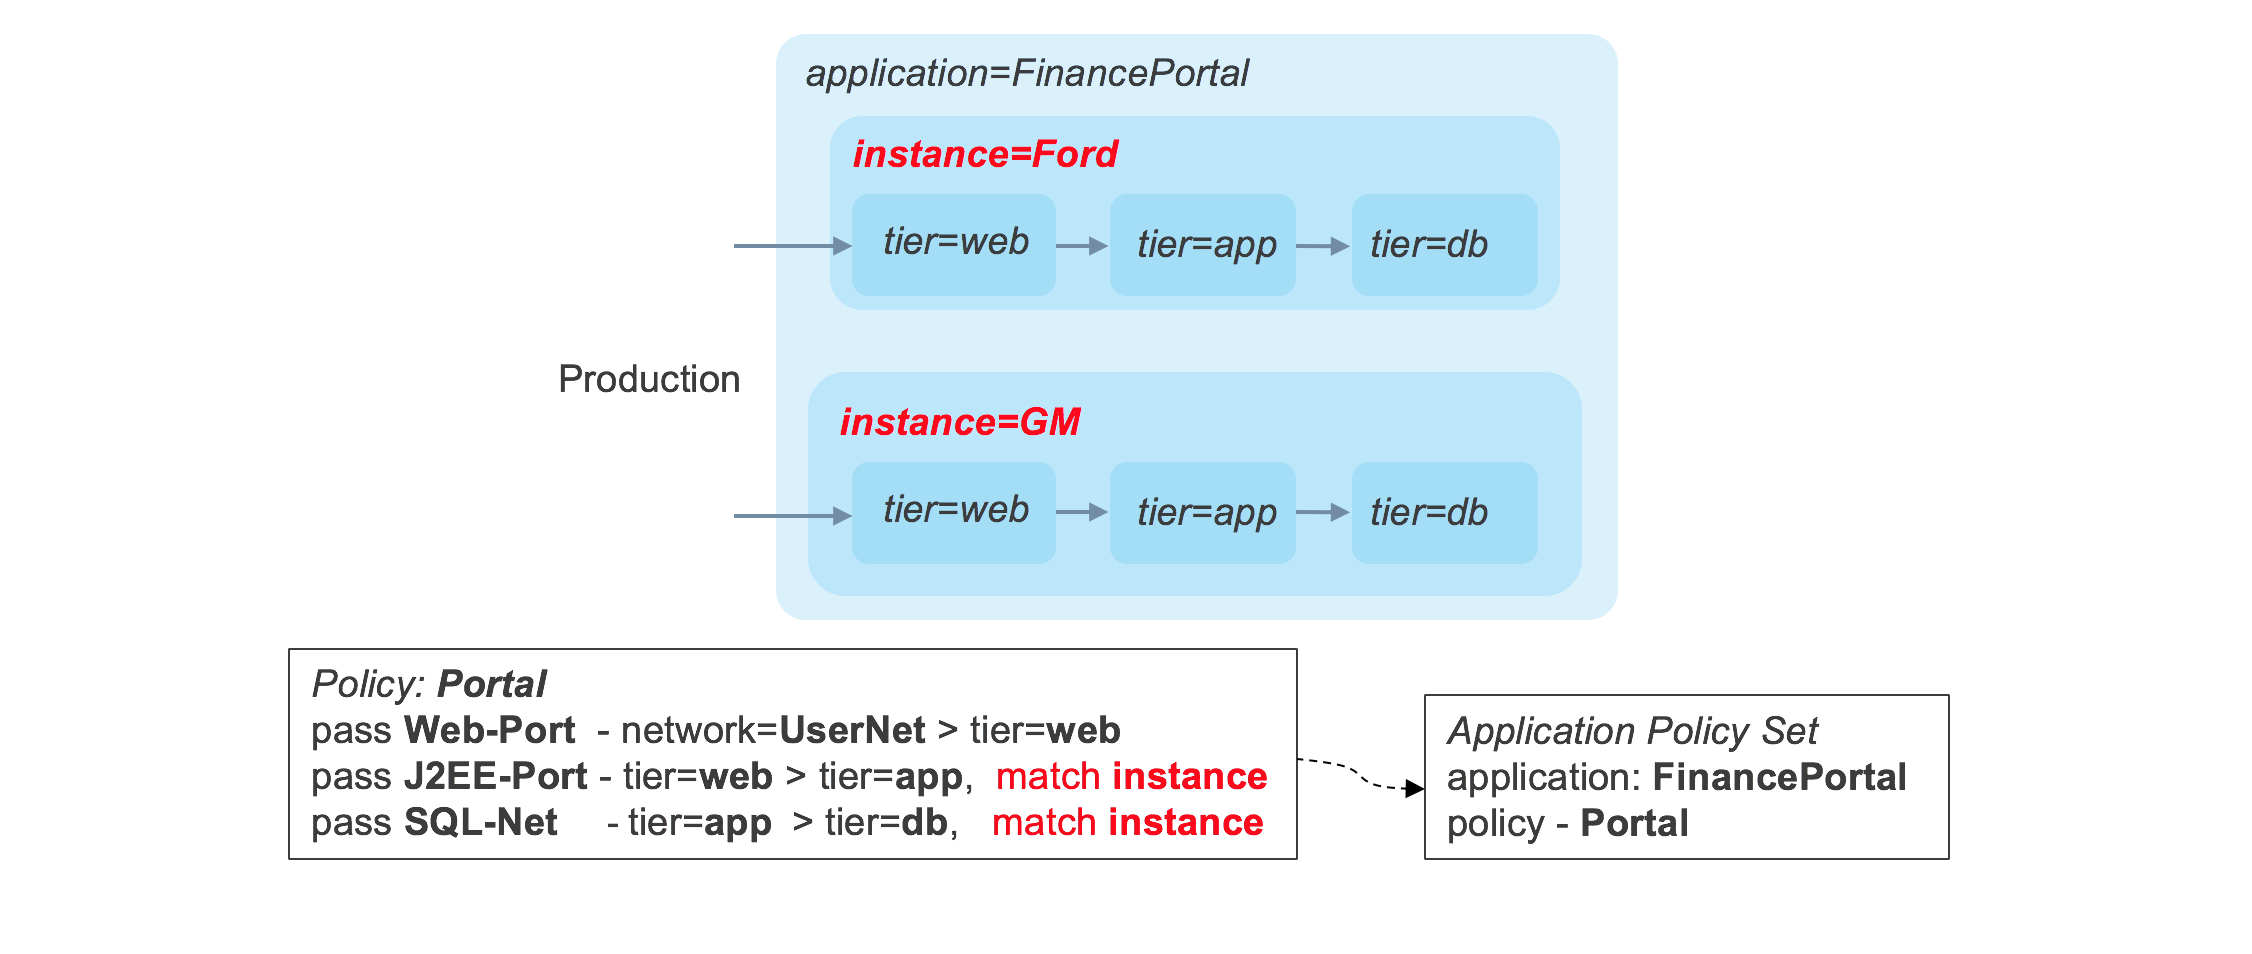 application=FinancePortal
instance=Ford
tier=web
tier=app
tier=db
Production
instance=GM
tier=web
tier=app
tier=db
Policy: Portal
pass Web-Port - network=UserNet > tier=web
pass J2EE-Port - tier=web > tier=app, match instance
pass SQL-Net - tier=app > tier=db, match instance
Application Policy Set
application: FinancePortal
policy - Portal